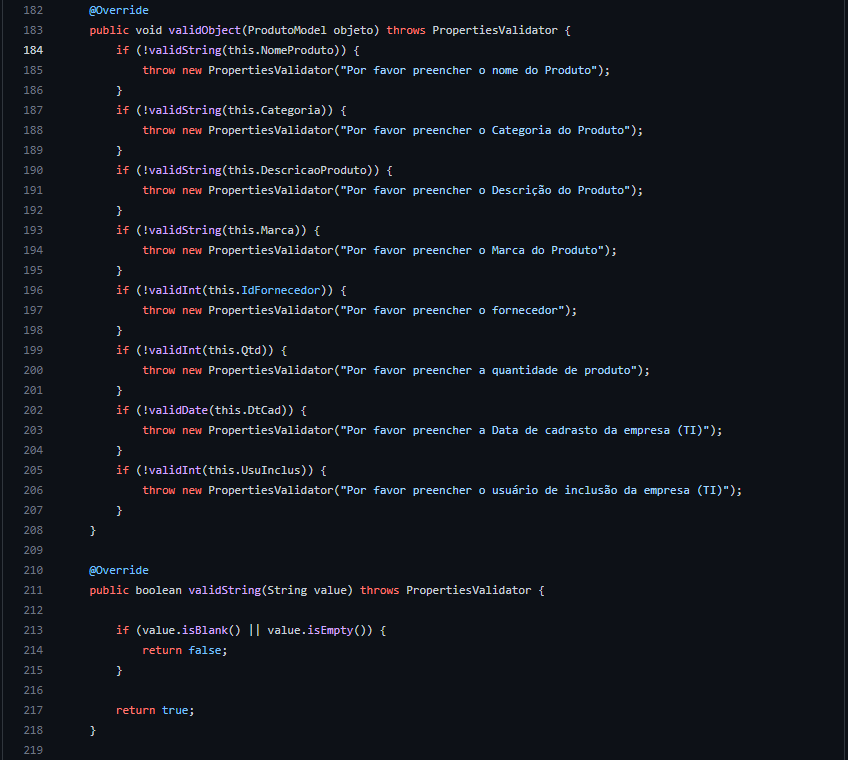 182 @Override
183 public void validObject(ProdutoModel objeto) throws PropertiesValidator {
184 if (!validString(this.NomeProduto)) {
185 throw new PropertiesValidator("Por favor preencher o nome do Produto");
186 }
187 if (!validString(this.Categoria)) {
188 throw new PropertiesValidator("Por favor preencher o Categoria do Produto");
189 }
190 if (!validString(this.DescricaoProduto)) {
191 throw new PropertiesValidator("Por favor preencher o Descrição do Produto");
192 }
193 if (!validString(this.Marca)) {
194 throw new PropertiesValidator("Por favor preencher o Marca do Produto");
195 }
196 if (!validInt(this.IdFornecedor)) {
197 throw new PropertiesValidator("Por favor preencher o fornecedor");
198 }
199 if (!validInt(this.Qtd)) {
200 throw new PropertiesValidator("Por favor preencher a quantidade de produto");
201 }
202 if (!validDate(this.DtCad)) {
203 throw new PropertiesValidator("Por favor preencher a Data de cadrasto da empresa (TI)");
204 }
205 if (!validInt(this.UsuInclus)) {
206 throw new PropertiesValidator("Por favor preencher o usuário de inclusão da empresa (TI)");
207 }
208 }
209
210 @Override
211 public boolean validString(String value) throws PropertiesValidator {
212
213 if (value.isBlank() || value.isEmpty()) {
214 return false;
215 }
216
217 return true;
218 }
219